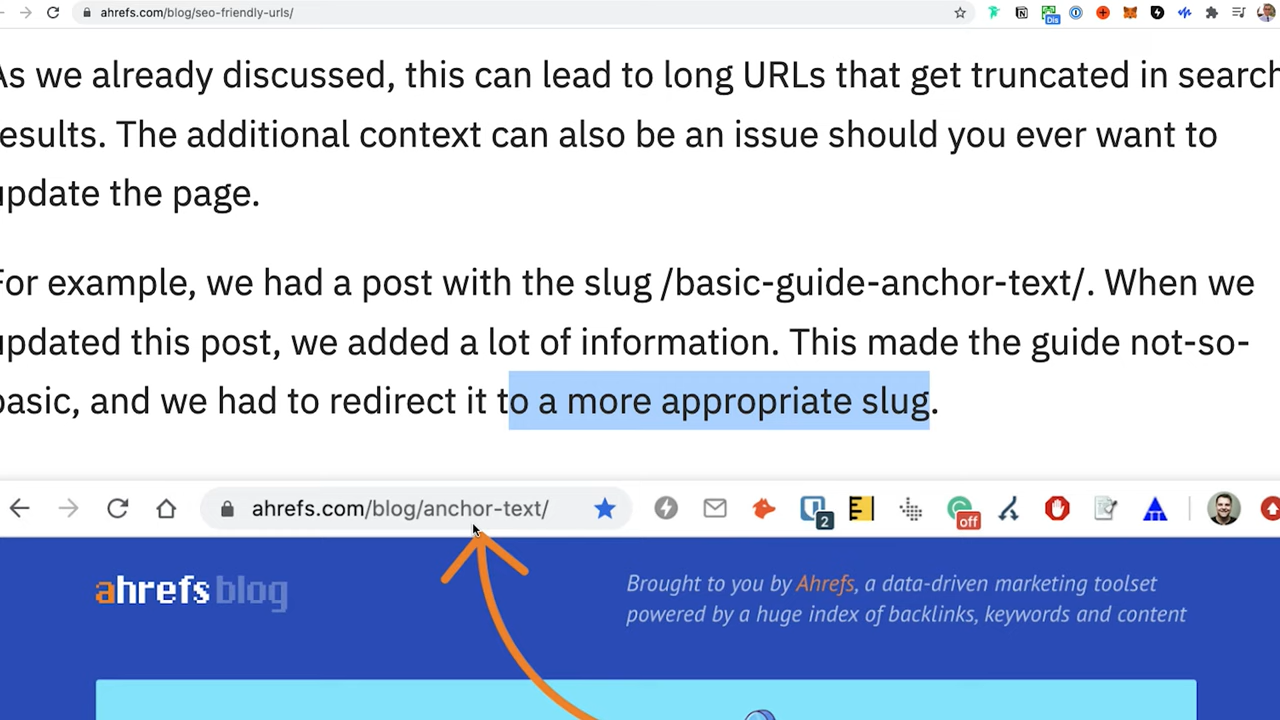 ahrefs.com/blog/seo-friendly-urls/
Dis
As we already discussed, this can lead to long URLs that get truncated in search
results. The additional context can also be an issue should you ever want to
update the page.
For example, we had a post with the slug /basic-guide-anchor-text/. When we
updated this post, we added a lot of information. This made the guide not-so-
basic, and we had to redirect it to a more appropriate slug.
ahrefs.com/blog/anchor-text/
2
off
ahrefs blog
Brought to you by Ahrefs, a data-driven marketing toolset
powered by a huge index of backlinks, keywords and content